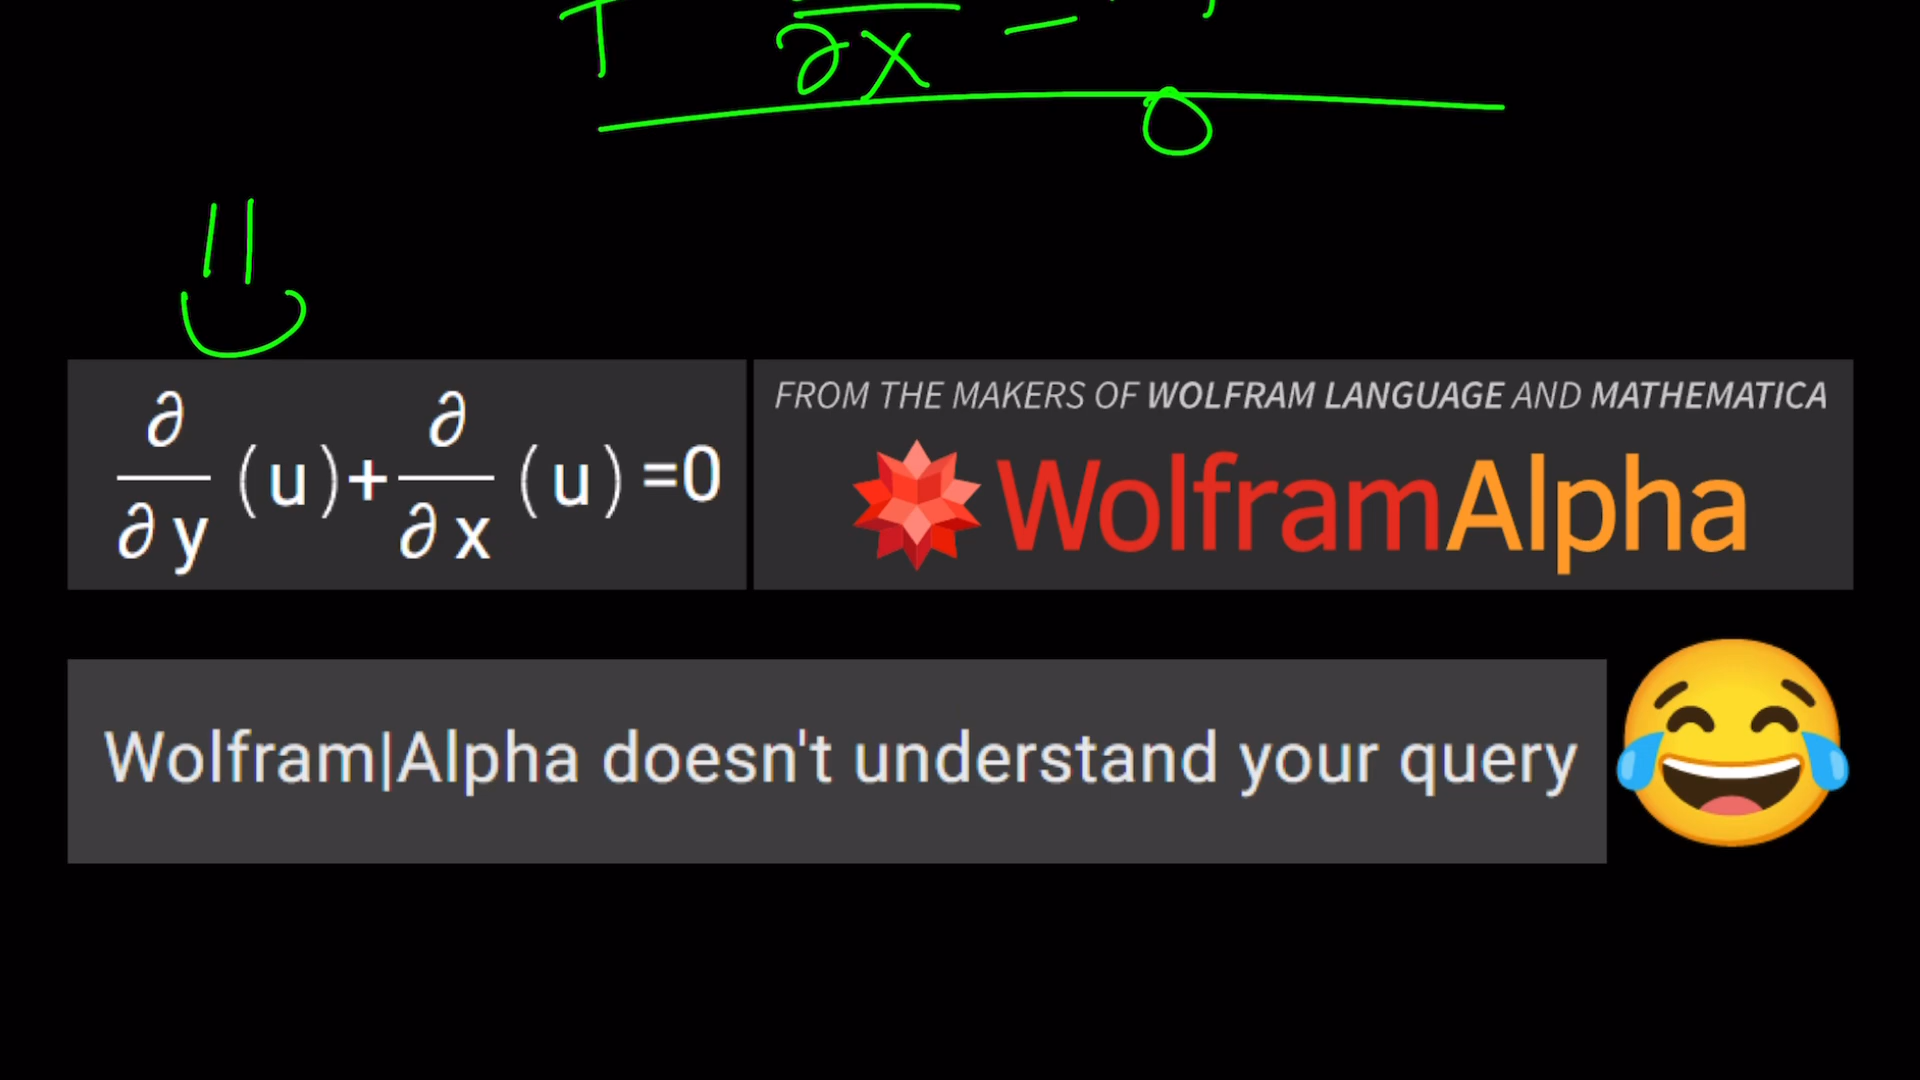 ∂x
∂/∂y (u) + ∂/∂x (u) =0
FROM THE MAKERS OF WOLFRAM LANGUAGE AND MATHEMATICA
WolframAlpha
Wolfram|Alpha doesn't understand your query